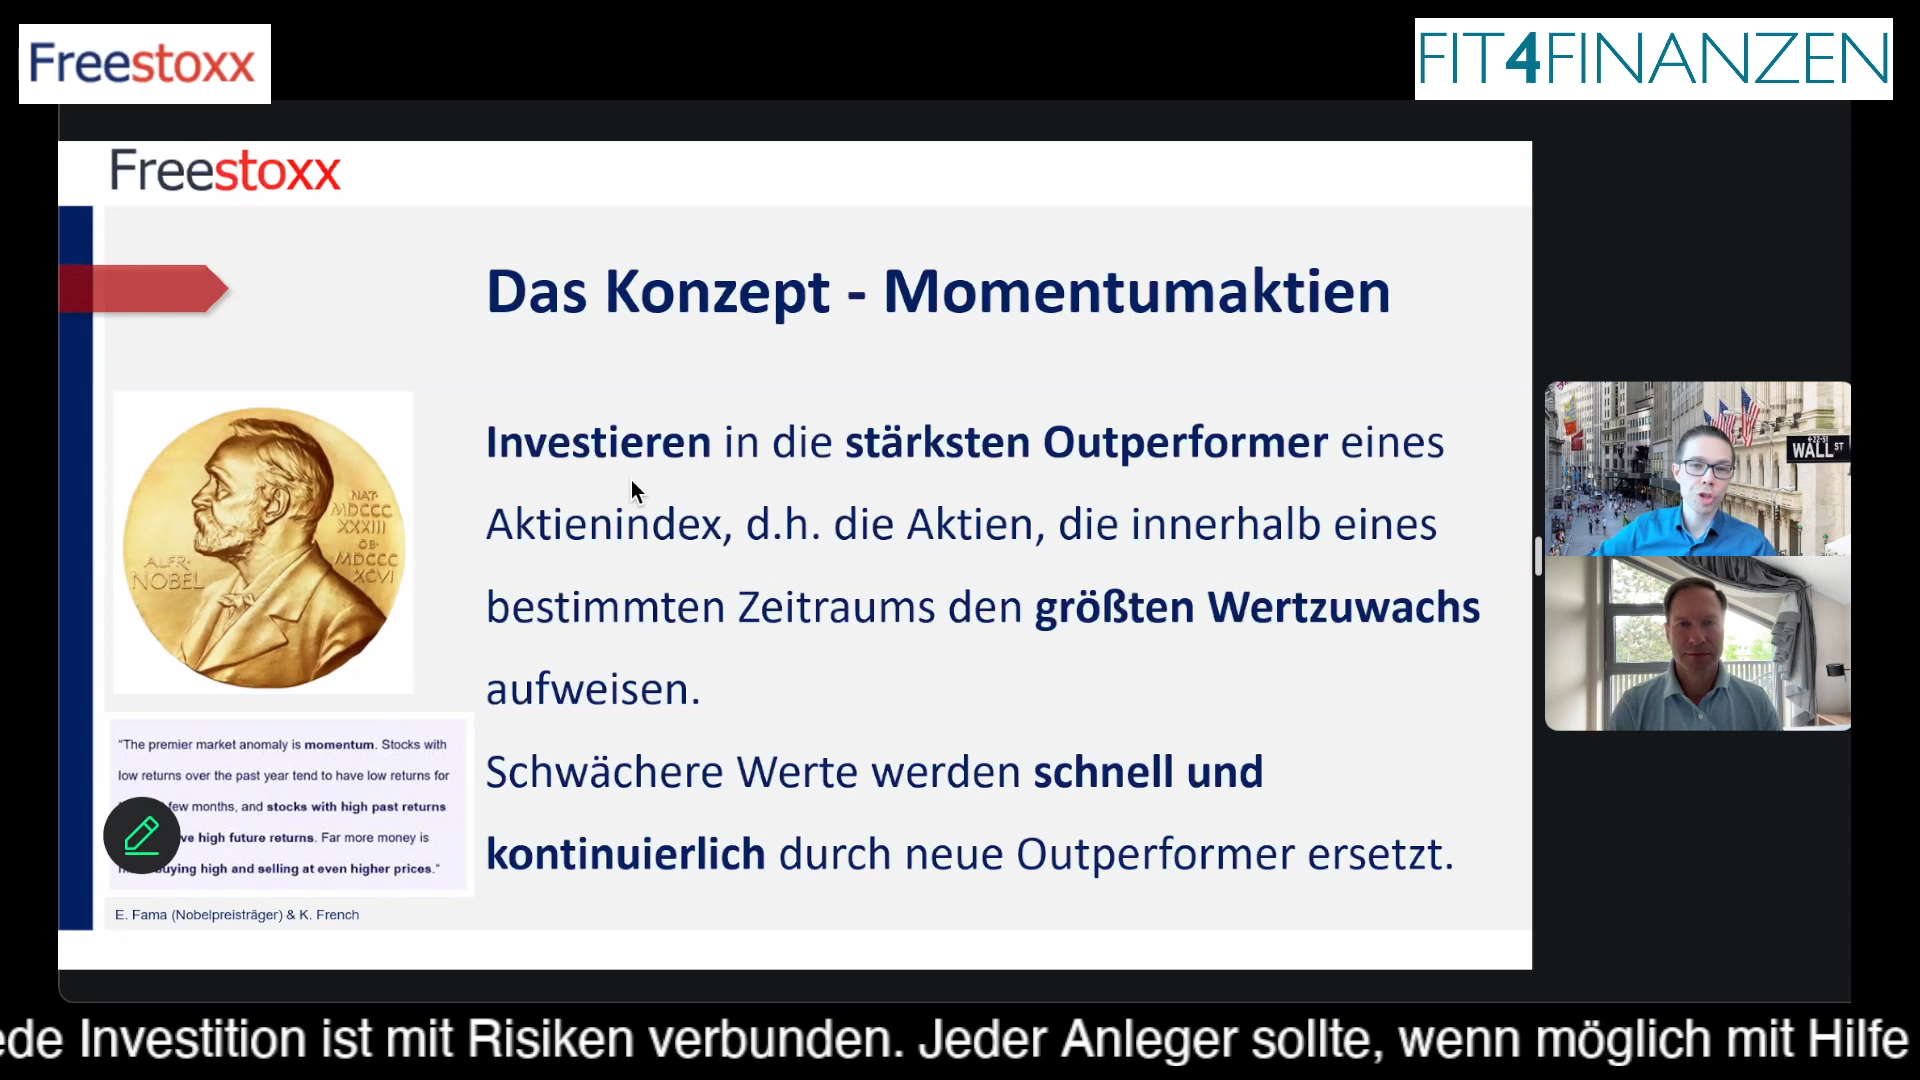 Freestoxx
FIT4FINANZEN
Freestoxx
Das Konzept - Momentumaktien
Investieren in die stärksten Outperformer eines
Aktienindex, d.h. die Aktien, die innerhalb eines
bestimmten Zeitraums den größten Wertzuwachs
aufweisen.
Schwächere Werte werden schnell und
kontinuierlich durch neue Outperformer ersetzt.
ALFR·
NOBEL
NAT·
MDCCC
XXXIII
OB·
MDCCC
XCVI
“The premier market anomaly is momentum. Stocks with
low returns over the past year tend to have low returns for
few months, and stocks with high past returns
high future returns. Far more money is
buying high and selling at even higher prices.“
E. Fama (Nobelpreisträger) & K. French
WALL ST
Investition ist mit Risiken verbunden. Jeder Anleger sollte, wenn möglich mit Hilfe